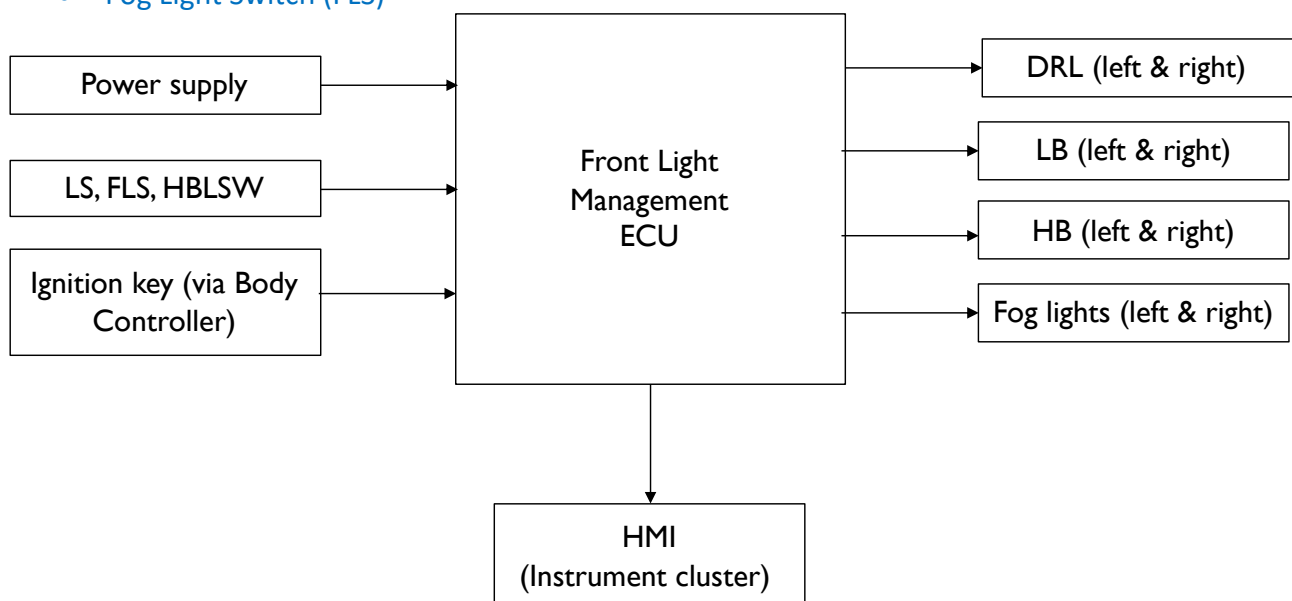 Fog Light Switch (FLS)
Power supply
LS, FLS, HBLSW
Ignition key (via Body
Controller)
Front Light
Management
ECU
DRL (left & right)
LB (left & right)
HB (left & right)
Fog lights (left & right)
HMI
(Instrument cluster)